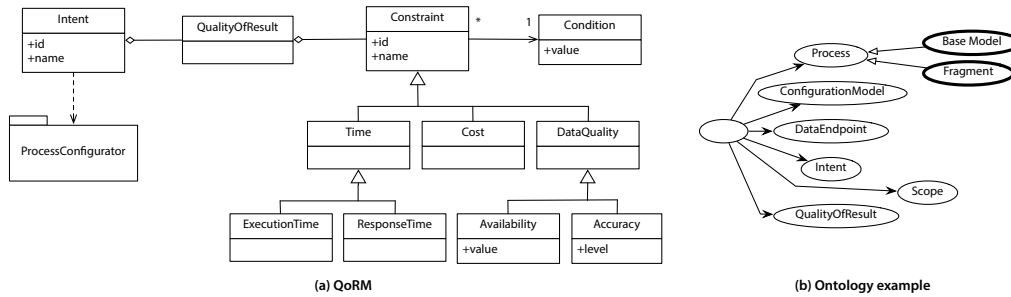 Intent
+id
+name
QualityOfResult
Constraint
+id
+name
*
1
Condition
+value
ProcessConfigurator
Time
Cost
DataQuality
ExecutionTime
ResponseTime
Availability
+value
Accuracy
+level
(a) QoRM
Process
Base Model
Fragment
ConfigurationModel
DataEndpoint
Intent
Scope
QualityOfResult
(b) Ontology example